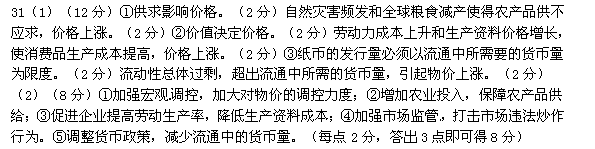 31（1）（12 分）①供求影响价格。（2 分）自然灾害频发和全球粮食减产使得农产品供不
应求，价格上涨。（2 分）②价值决定价格。（2 分）劳动力成本上升和生产资料价格增长，
使消费品生产成本提高，价格上涨。（2 分）③纸币的发行量必须以流通中所需要的货币量
为限度。（2 分）流动性总体过剩，超出流通中所需的货币量，引起物价上涨。（2 分）
（2）（8 分）①加强宏观调控，加大对物价的调控力度；②增加农业投入，保障农产品供
给；③促进企业提高劳动生产率，降低生产资料成本；④加强市场监管，打击市场违法炒作
行为。⑤调整货币政策，减少流通中的货币量。（每点 2 分，答出 3 点即可得 8 分）